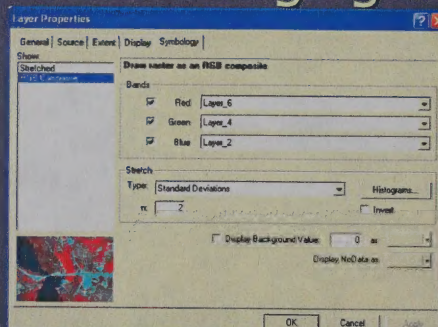 Layer Properties
General Source Extent Display Symbology
Show:
Stretched
RGB Composite
Draw raster as an RGB composite
Bands
Red Layer_6
Green Layer_4
Blue Layer_2
Stretch
Type: Standard Deviations
Histograms...
n: 2
Invert
Display Background Value: 0 as
Display NoData as
OK Cancel Apply